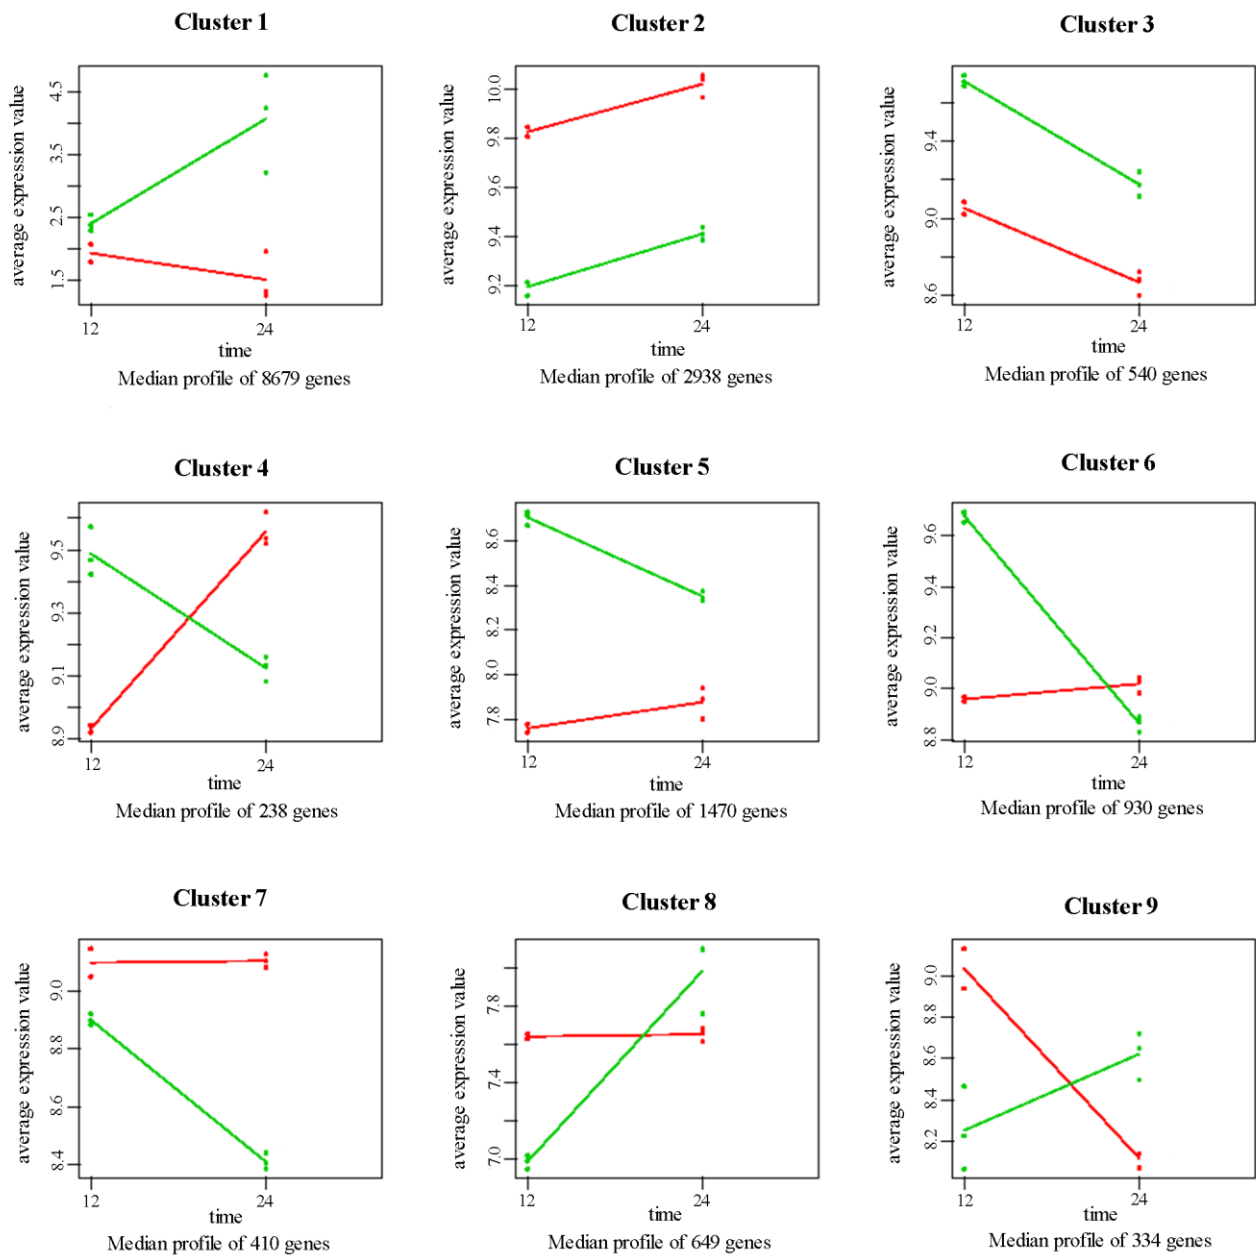 Cluster 1
average expression value
4.5
3.5
2.5
1.5
12 24
time
Median profile of 8679 genes
Cluster 2
average expression value
10.0
9.8
9.6
9.4
9.2
12 24
time
Median profile of 2938 genes
Cluster 3
average expression value
9.4
9.0
8.6
12 24
time
Median profile of 540 genes
Cluster 4
average expression value
9.5
9.3
9.1
8.9
12 24
time
Median profile of 238 genes
Cluster 5
average expression value
8.6
8.4
8.2
8.0
7.8
12 24
time
Median profile of 1470 genes
Cluster 6
average expression value
9.6
9.4
9.2
9.0
8.8
12 24
time
Median profile of 930 genes
Cluster 7
average expression value
9.0
8.8
8.6
8.4
12 24
time
Median profile of 410 genes
Cluster 8
average expression value
7.8
7.4
7.0
12 24
time
Median profile of 649 genes
Cluster 9
average expression value
9.0
8.8
8.6
8.4
8.2
12 24
time
Median profile of 334 genes